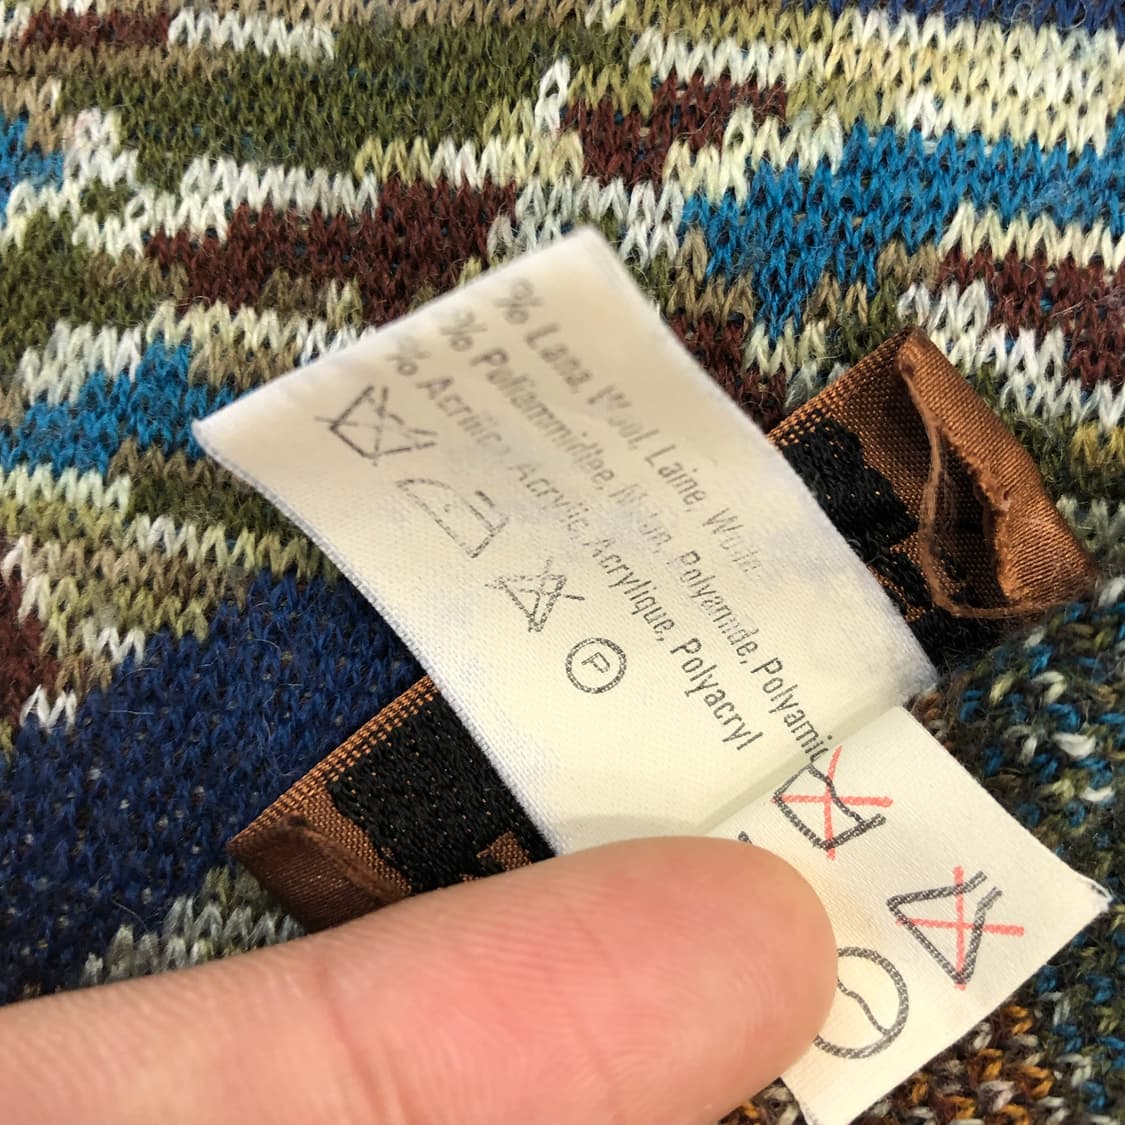 % Lana, Wool, Laine, Wolle
% Poliammidee, Nylon, Polyamide, Polyamid
% Acrilico, Acrylic, Acrylique, Polyacryl
P